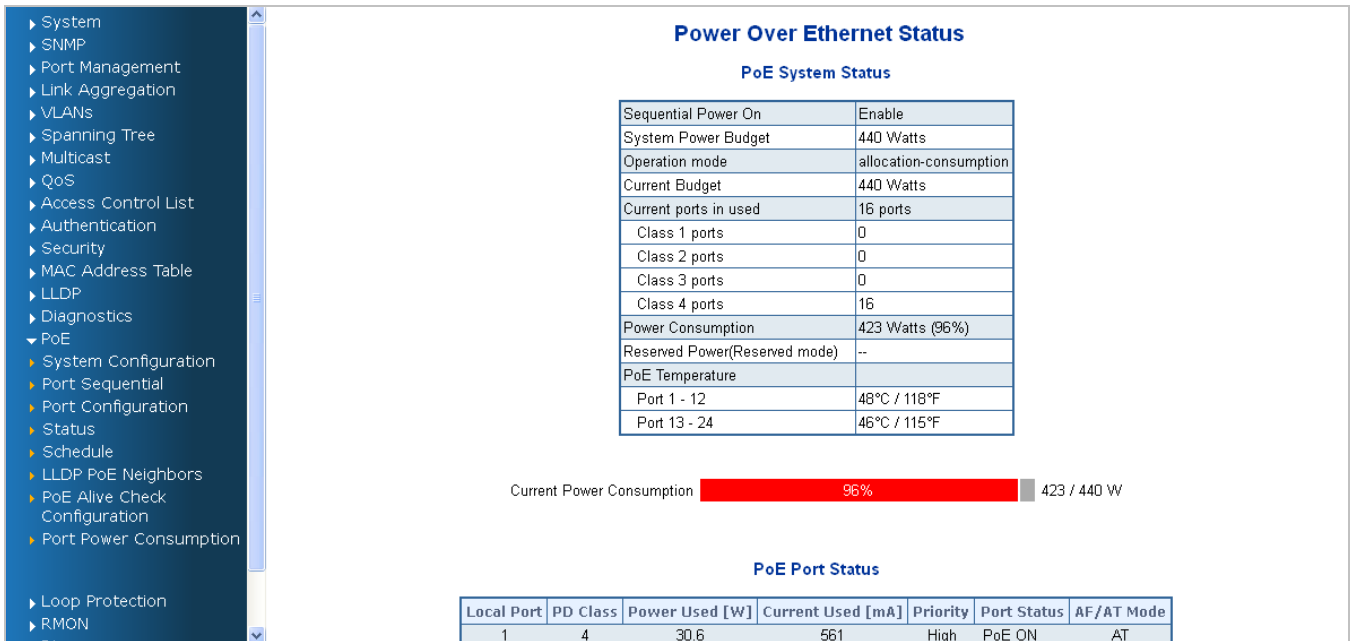 System
SNMP
Port Management
Link Aggregation
VLANs
Spanning Tree
Multicast
QoS
Access Control List
Authentication
Security
MAC Address Table
LLDP
Diagnostics
PoE
System Configuration
Port Sequential
Port Configuration
Status
Schedule
LLDP PoE Neighbors
PoE Alive Check
Configuration
Port Power Consumption
Loop Protection
RMON
Power Over Ethernet Status
PoE System Status
Sequential Power On Enable
System Power Budget 440 Watts
Operation mode allocation-consumption
Current Budget 440 Watts
Current ports in used 16 ports
Class 1 ports 0
Class 2 ports 0
Class 3 ports 0
Class 4 ports 16
Power Consumption 423 Watts (96%)
Reserved Power(Reserved mode) --
PoE Temperature
Port 1 - 12 48°C / 118°F
Port 13 - 24 46°C / 115°F
Current Power Consumption 96% 423 / 440 W
PoE Port Status
Local Port PD Class Power Used [W] Current Used [mA] Priority Port Status AF/AT Mode
1 4 30.6 561 High PoE ON AT